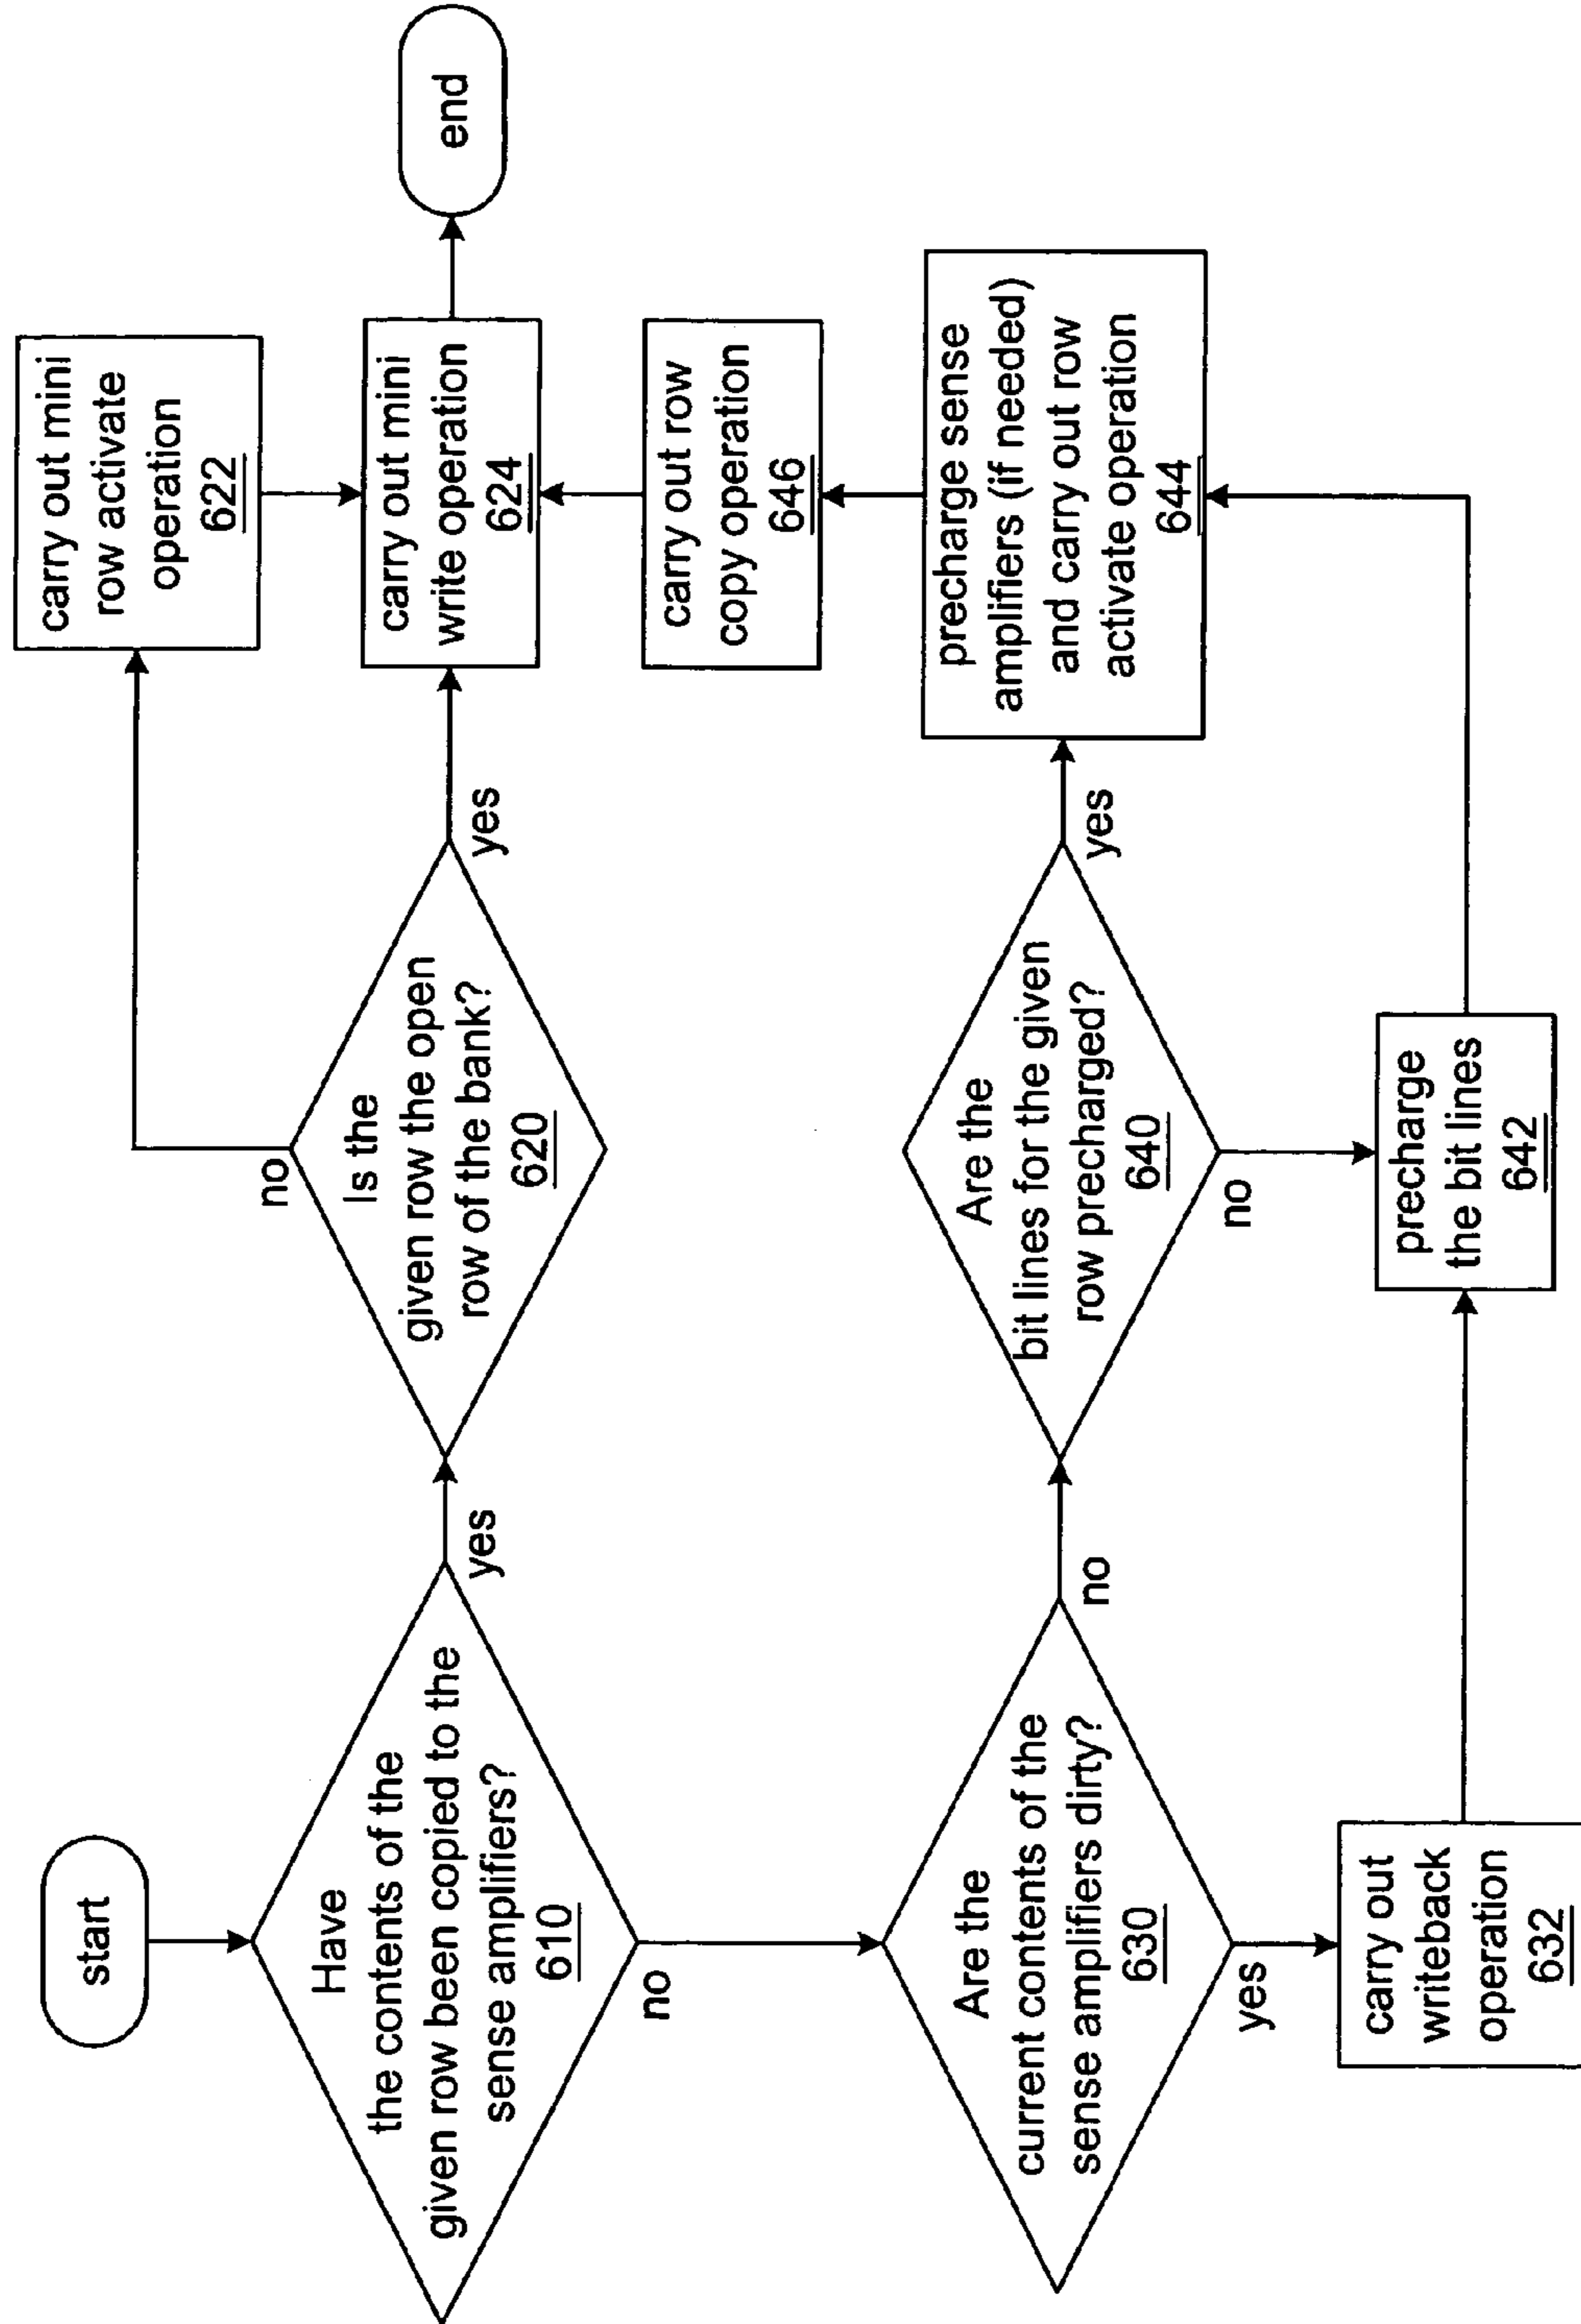 start
Have
the contents of the
given row been copied to the
sense amplifiers?
610
yes
no
Is the
given row the open
row of the bank?
620
no
yes
carry out mini
row activate
operation
622
carry out mini
write operation
624
end
Are the
current contents of the
sense amplifiers dirty?
630
no
yes
carry out
writeback
operation
632
Are the
bit lines for the given
row precharged?
640
yes
no
precharge
the bit lines
642
precharge sense
amplifiers (if needed)
and carry out row
activate operation
644
carry out row
copy operation
646